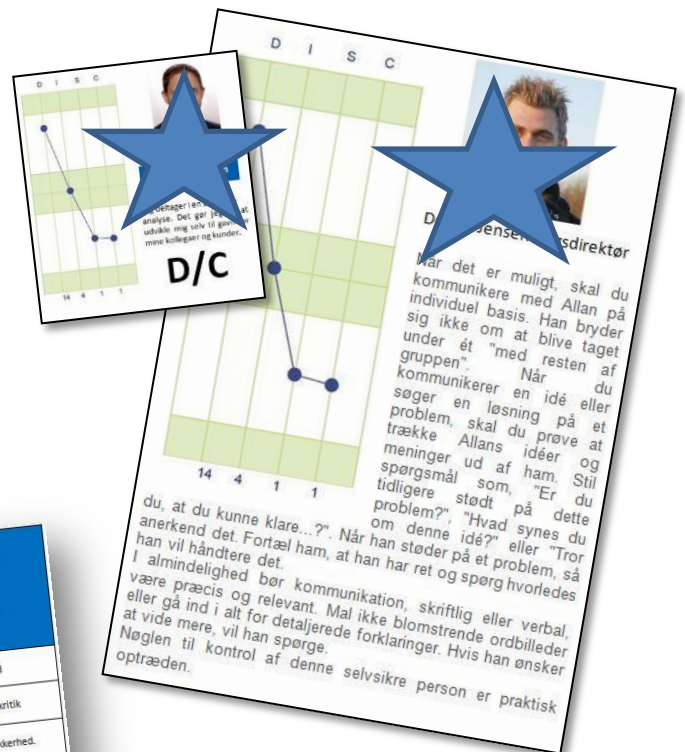 D I S C
deltager i en
analyse. Det gør je at
udvikle mig selv til
mine kollegaer og kunder.
D/C
14 4 1 1
D I S C
Jensen sdirektør
Når det er muligt, skal du
kommunikere med Allan på
individuel basis. Han bryder
sig ikke om at blive taget
under ét "med resten af
gruppen". Når du
kommunikerer en idé eller
søger en løsning på et
problem, skal du prøve at
trække Allans idéer og
meninger ud af ham. Stil
spørgsmål som, "Er du
tidligere stødt på dette
problem?", "Hvad synes du
om denne idé?" eller "Tror
du, at du kunne klare...?". Når han støder på et problem, så
anerkend det. Fortæl ham, at han har ret og spørg hvorledes
han vil håndtere det.
I almindelighed bør kommunikation, skriftlig eller verbal,
være præcis og relevant. Mal ikke blomstrende ordbilleder
eller gå ind i alt for detaljerede forklaringer. Hvis han ønsker
at vide mere, vil han spørge.
Nøglen til kontrol af denne selvsikre person er praktisk
optræden.
14 4 1 1
kritik
kkerhed.